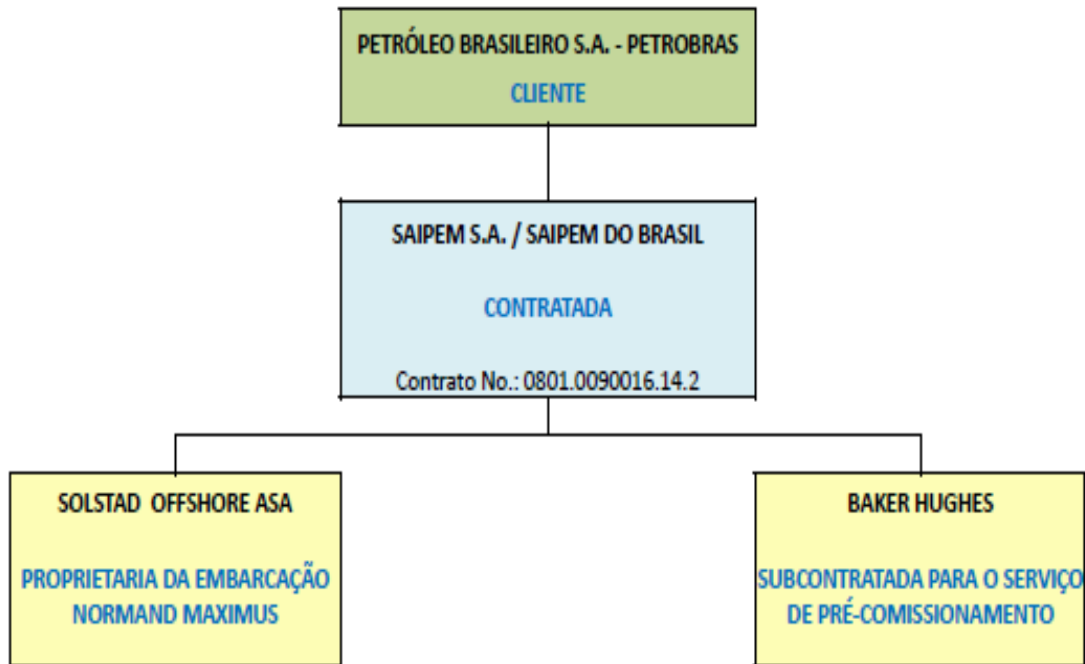 PETRÓLEO BRASILEIRO S.A. - PETROBRAS
CLIENTE
SAIPEM S.A. / SAIPEM DO BRASIL
CONTRATADA
Contrato No.: 0801.0090016.14.2
SOLSTAD OFFSHORE ASA
PROPRIETARIA DA EMBARCAÇÃO
NORMAND MAXIMUS
BAKER HUGHES
SUBCONTRATADA PARA O SERVIÇO
DE PRÉ-COMISSIONAMENTO